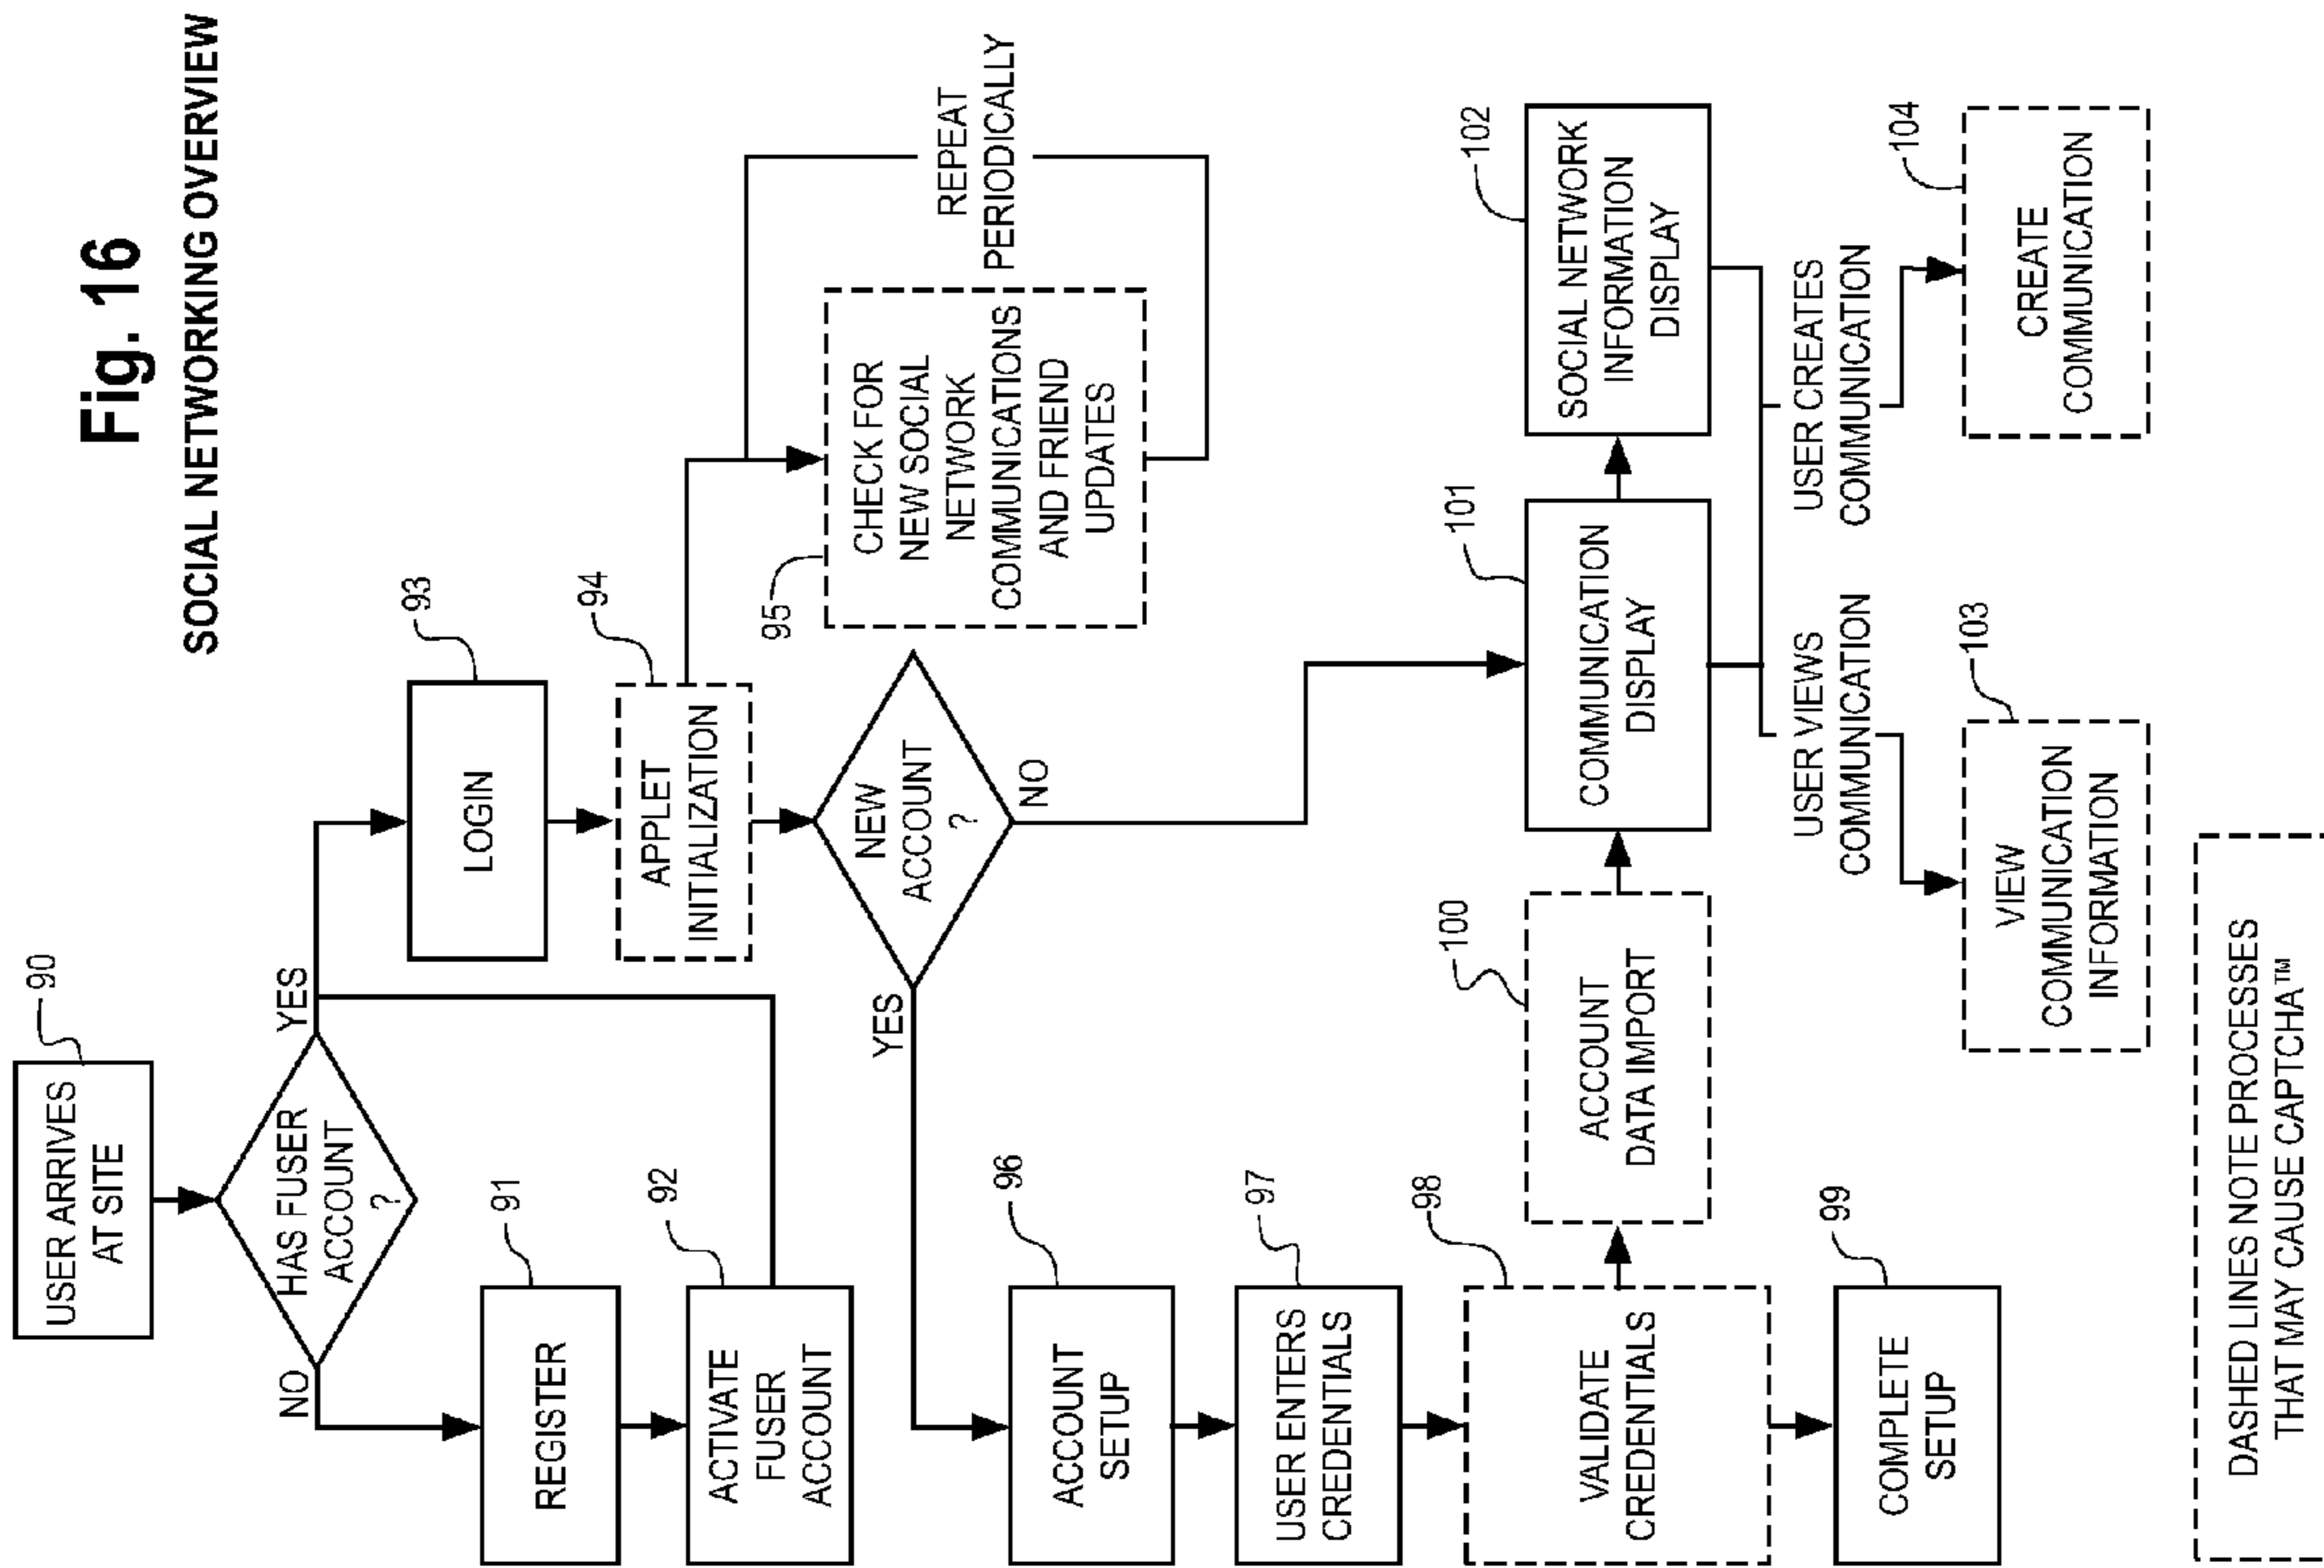 Fig. 16
SOCIAL NETWORKING OVERVIEW
USER ARRIVES
AT SITE
90
HAS FUSER
ACCOUNT
?
YES
NO
REGISTER
91
ACTIVATE
FUSER
ACCOUNT
92
LOGIN
93
APPLET
INITIALIZATION
94
CHECK FOR
NEW SOCIAL
NETWORK
COMMUNICATIONS
AND FRIEND
UPDATES
95
REPEAT
PERIODICALLY
NEW
ACCOUNT
?
YES
NO
ACCOUNT
SETUP
96
USER ENTERS
CREDENTIALS
97
VALIDATE
CREDENTIALS
98
COMPLETE
SETUP
99
ACCOUNT
DATA IMPORT
100
COMMUNICATION
DISPLAY
101
SOCIAL NETWORK
INFORMATION
DISPLAY
102
USER VIEWS
COMMUNICATION
USER CREATES
COMMUNICATION
VIEW
COMMUNICATION
INFORMATION
103
CREATE
COMMUNICATION
104
DASHED LINES NOTE PROCESSES
THAT MAY CAUSE CAPTCHA™